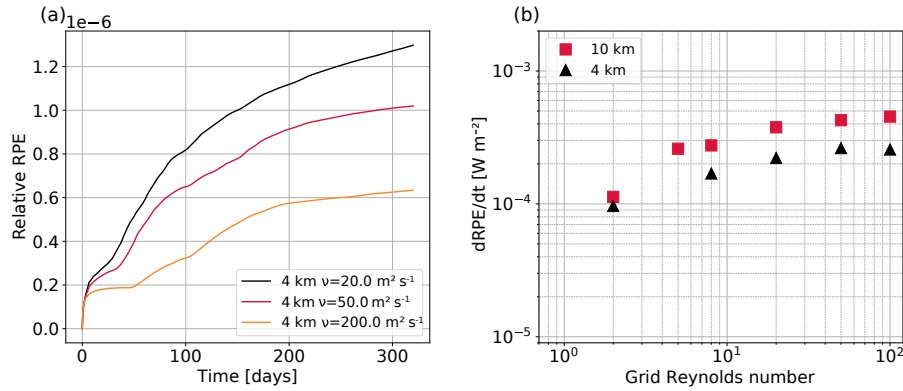 (a)
1e−6
1.2
1.0
0.8
0.6
0.4
0.2
0.0
0
100
200
300
Relative RPE
Time [days]
4 km ν=20.0 m² s⁻¹
4 km ν=50.0 m² s⁻¹
4 km ν=200.0 m² s⁻¹
(b)
10 km
4 km
10⁻³
10⁻⁴
10⁻⁵
10⁰
10¹
10²
dRPE/dt [W m⁻²]
Grid Reynolds number